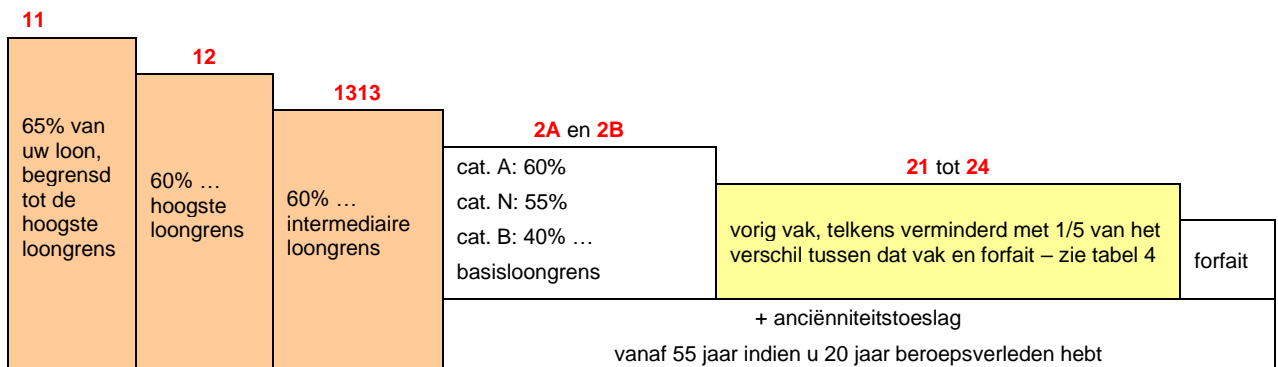 11
12
1313
2A en 2B
21 tot 24
65% van
uw loon,
begrensd
tot de
hoogste
loongrens
60% …
hoogste
loongrens
60% …
intermediaire
loongrens
cat. A: 60%
cat. N: 55%
cat. B: 40% …
basisloongrens
vorig vak, telkens verminderd met 1/5 van het
verschil tussen dat vak en forfait – zie tabel 4
forfait
+ anciënniteitstoeslag
vanaf 55 jaar indien u 20 jaar beroepsverleden hebt